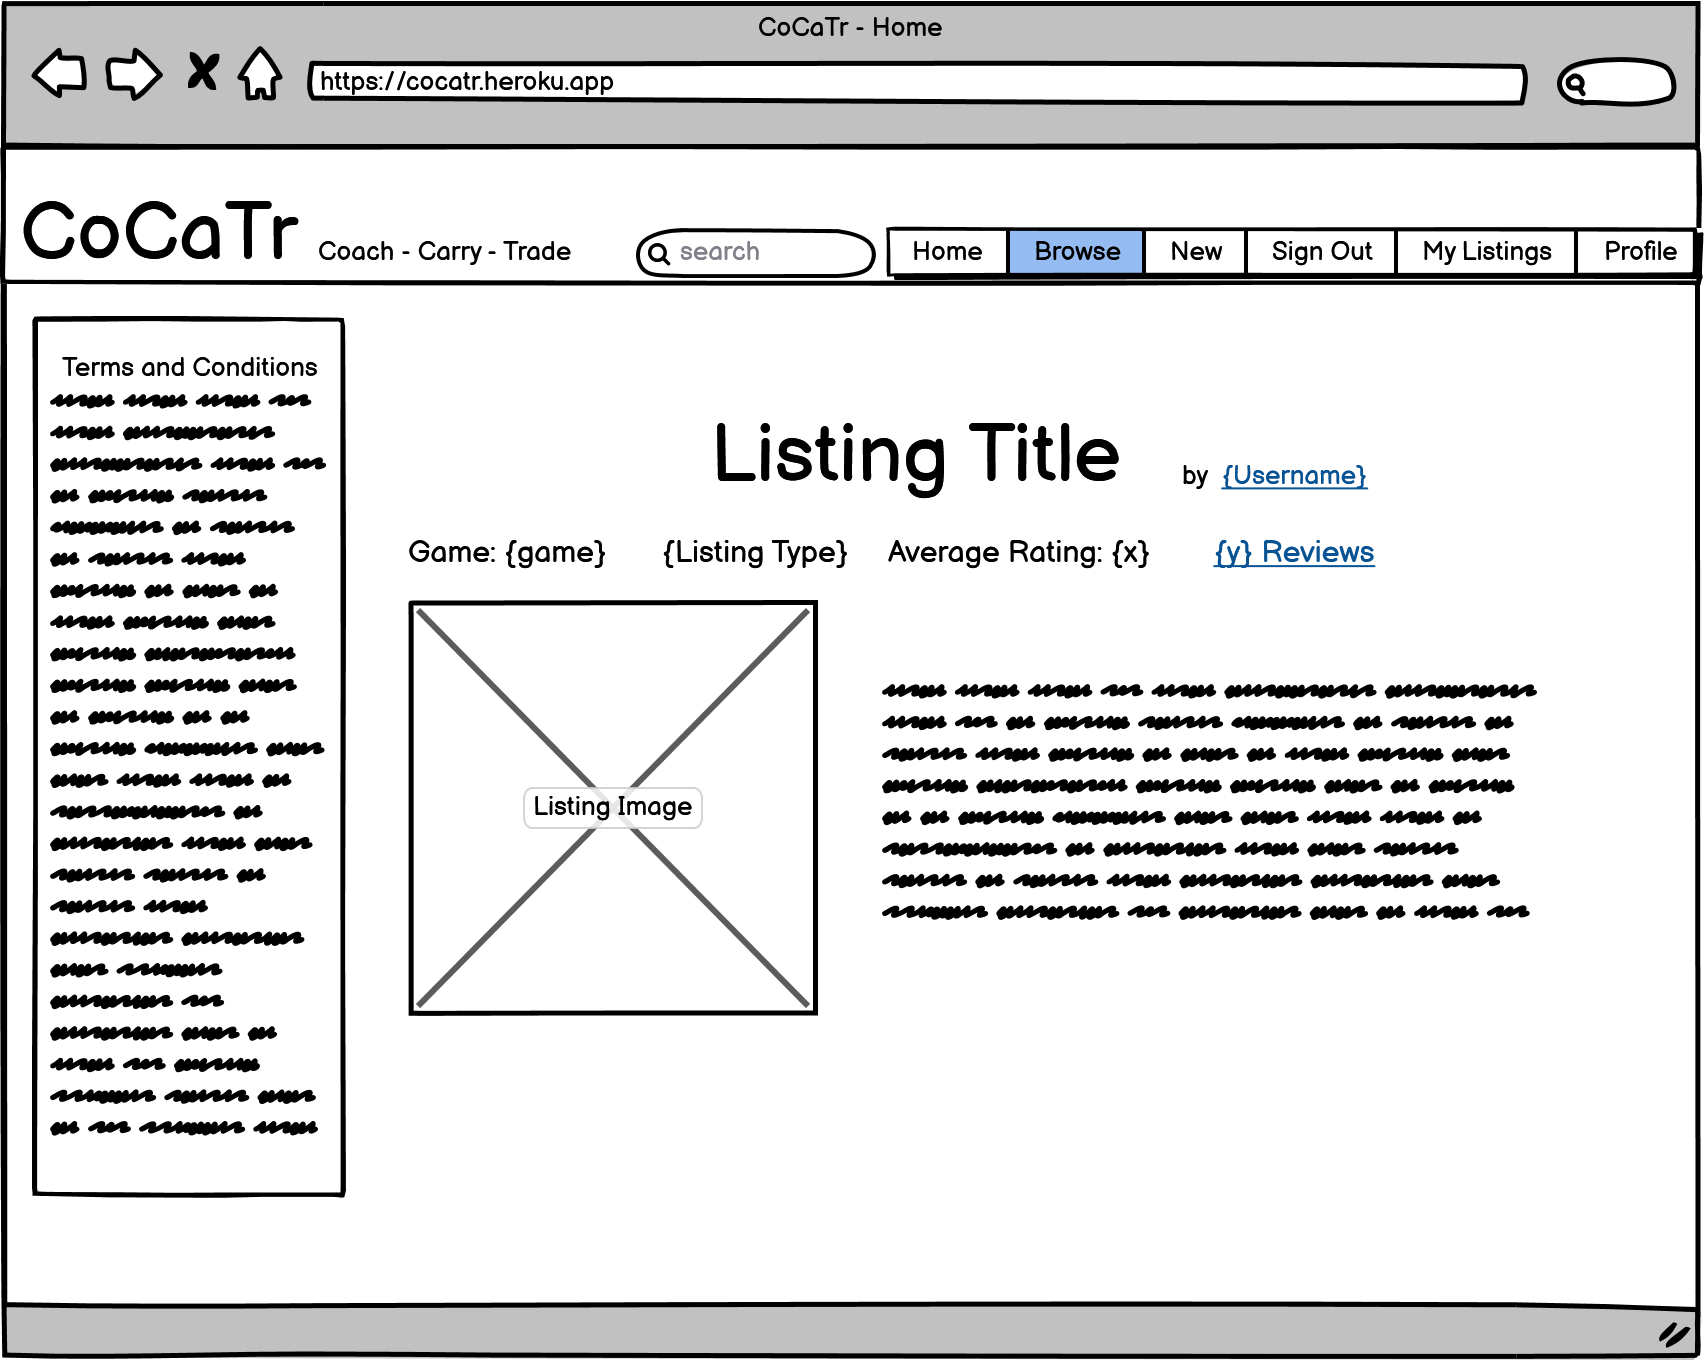 CoCaTr - Home
https://cocatr.heroku.app
CoCaTr Coach - Carry - Trade search Home Browse New Sign Out My Listings Profile
Terms and Conditions
Listing Title by {Username}
Game: {game} {Listing Type} Average Rating: {x} {y} Reviews
Listing Image